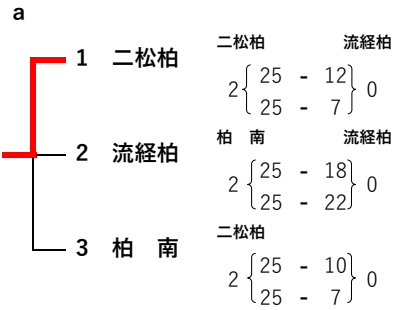 a
1 二松柏
2 流経柏
3 柏　南
二松柏 流経柏
2 25 - 12 0
25 - 7
柏　南 流経柏
2 25 - 18 0
25 - 22
二松柏
2 25 - 10 0
25 - 7